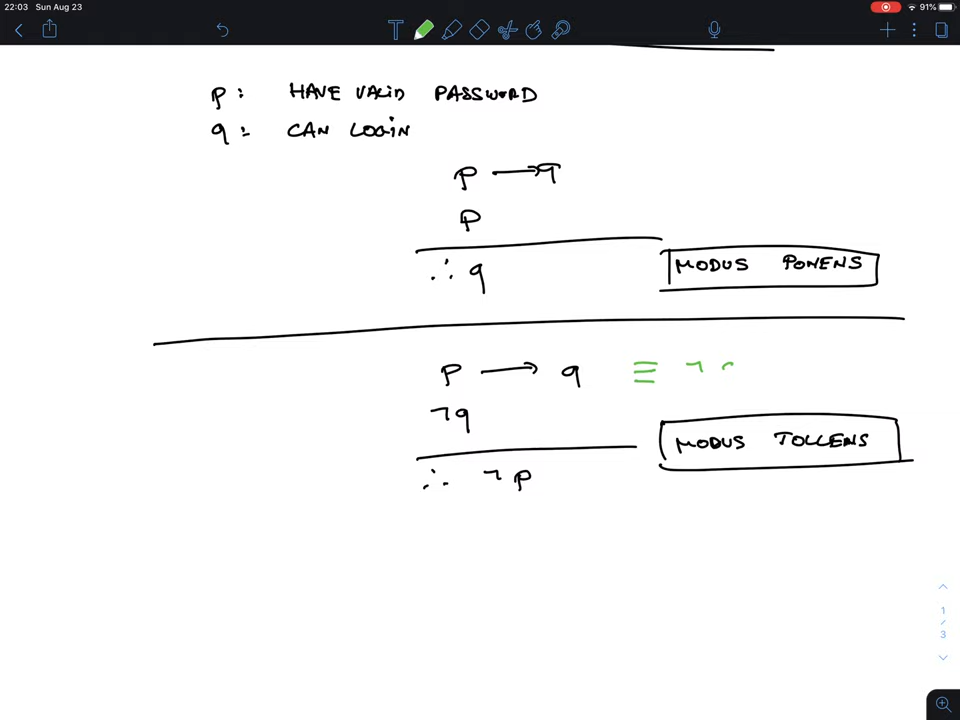 22:03 Sun Aug 23 91%
p: HAVE VALID PASSWORD
q: CAN LOGIN
p → q
p
∴ q MODUS PONENS
p → q ≡ ¬
¬q
∴ ¬p MODUS TOLLENS
1
/
3